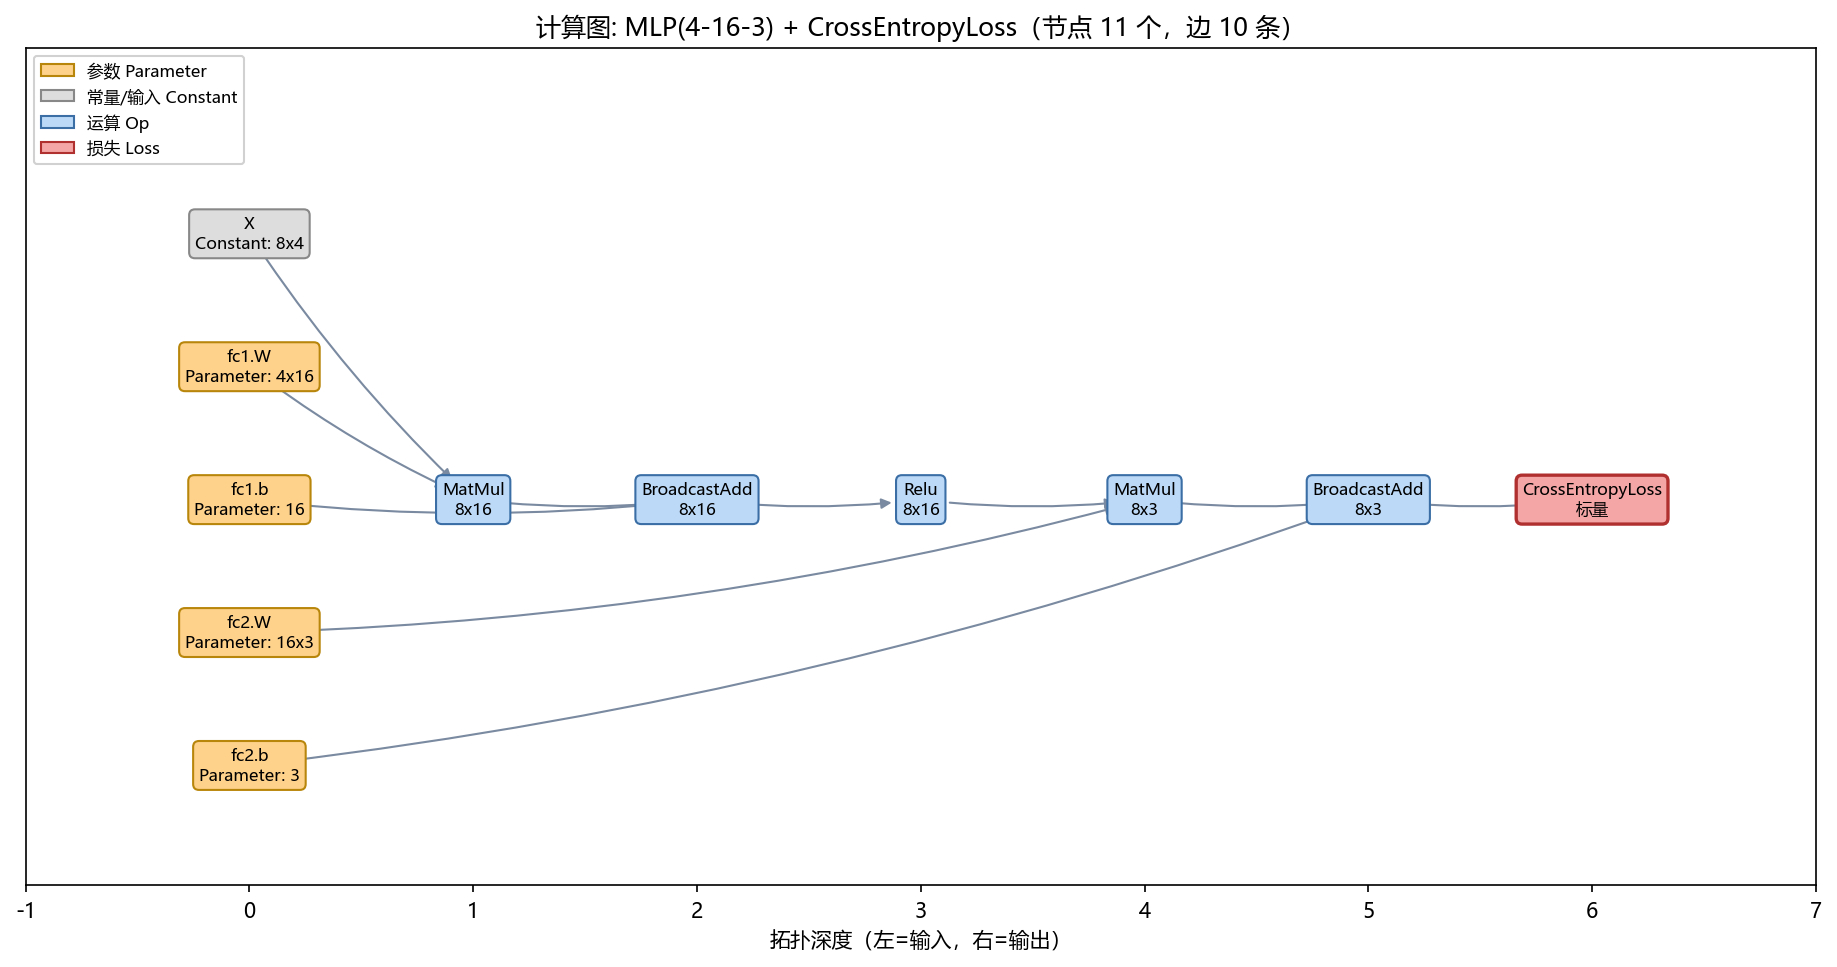 计算图: MLP(4-16-3) + CrossEntropyLoss（节点 11 个，边 10 条）
参数 Parameter
常量/输入 Constant
运算 Op
损失 Loss
X
Constant: 8x4
fc1.W
Parameter: 4x16
fc1.b
Parameter: 16
MatMul
8x16
BroadcastAdd
8x16
Relu
8x16
MatMul
8x3
BroadcastAdd
8x3
CrossEntropyLoss
标量
fc2.W
Parameter: 16x3
fc2.b
Parameter: 3
-1 0 1 2 3 4 5 6 7
拓扑深度（左=输入，右=输出）